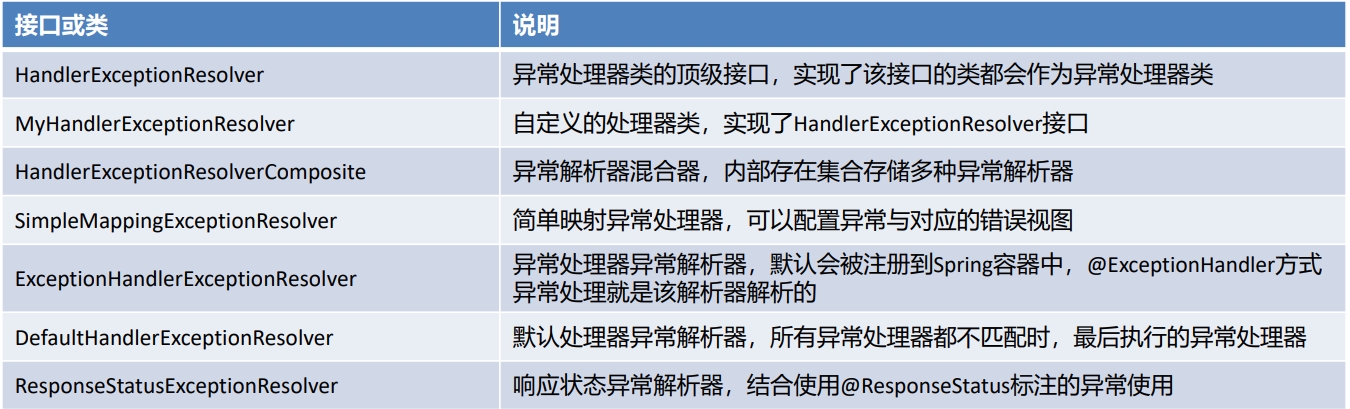 接口或类 说明
HandlerExceptionResolver 异常处理器类的顶级接口，实现了该接口的类都会作为异常处理器类
MyHandlerExceptionResolver 自定义的处理器类，实现了HandlerExceptionResolver接口
HandlerExceptionResolverComposite 异常解析器混合器，内部存在集合存储多种异常解析器
SimpleMappingExceptionResolver 简单映射异常处理器，可以配置异常与对应的错误视图
ExceptionHandlerExceptionResolver 异常处理器异常解析器，默认会被注册到Spring容器中，@ExceptionHandler方式
异常处理就是该解析器解析的
DefaultHandlerExceptionResolver 默认处理器异常解析器，所有异常处理器都不匹配时，最后执行的异常处理器
ResponseStatusExceptionResolver 响应状态异常解析器，结合使用@ResponseStatus标注的异常使用